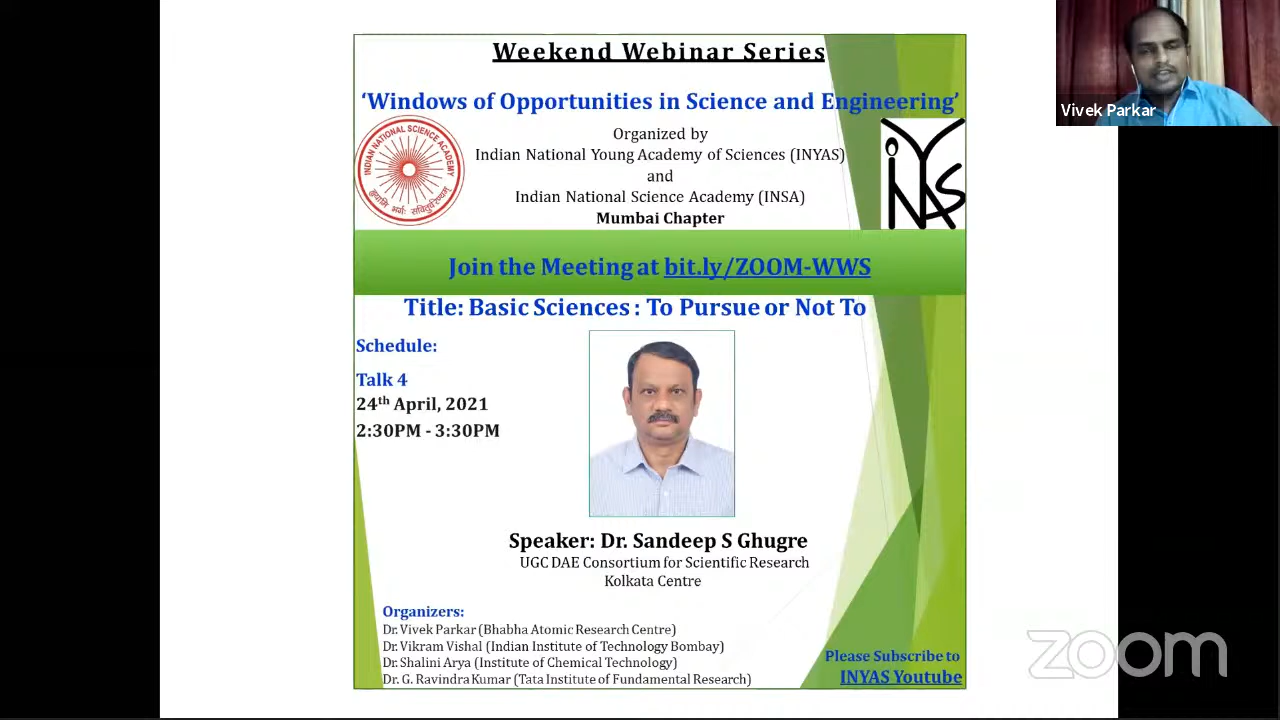 Weekend Webinar Series
‘Windows of Opportunities in Science and Engineering’
Organized by
Indian National Young Academy of Sciences (INYAS)
and
Indian National Science Academy (INSA)
Mumbai Chapter
INDIAN NATIONAL SCIENCE ACADEMY
INYAS
Join the Meeting at bit.ly/ZOOM-WWS
Title: Basic Sciences : To Pursue or Not To
Schedule:
Talk 4
24th April, 2021
2:30PM - 3:30PM
Speaker: Dr. Sandeep S Ghugre
UGC DAE Consortium for Scientific Research
Kolkata Centre
Organizers:
Dr. Vivek Parkar (Bhabha Atomic Research Centre)
Dr. Vikram Vishal (Indian Institute of Technology Bombay)
Dr. Shalini Arya (Institute of Chemical Technology)
Dr. G. Ravindra Kumar (Tata Institute of Fundamental Research)
Please Subscribe to
INYAS Youtube
Vivek Parkar
zoom